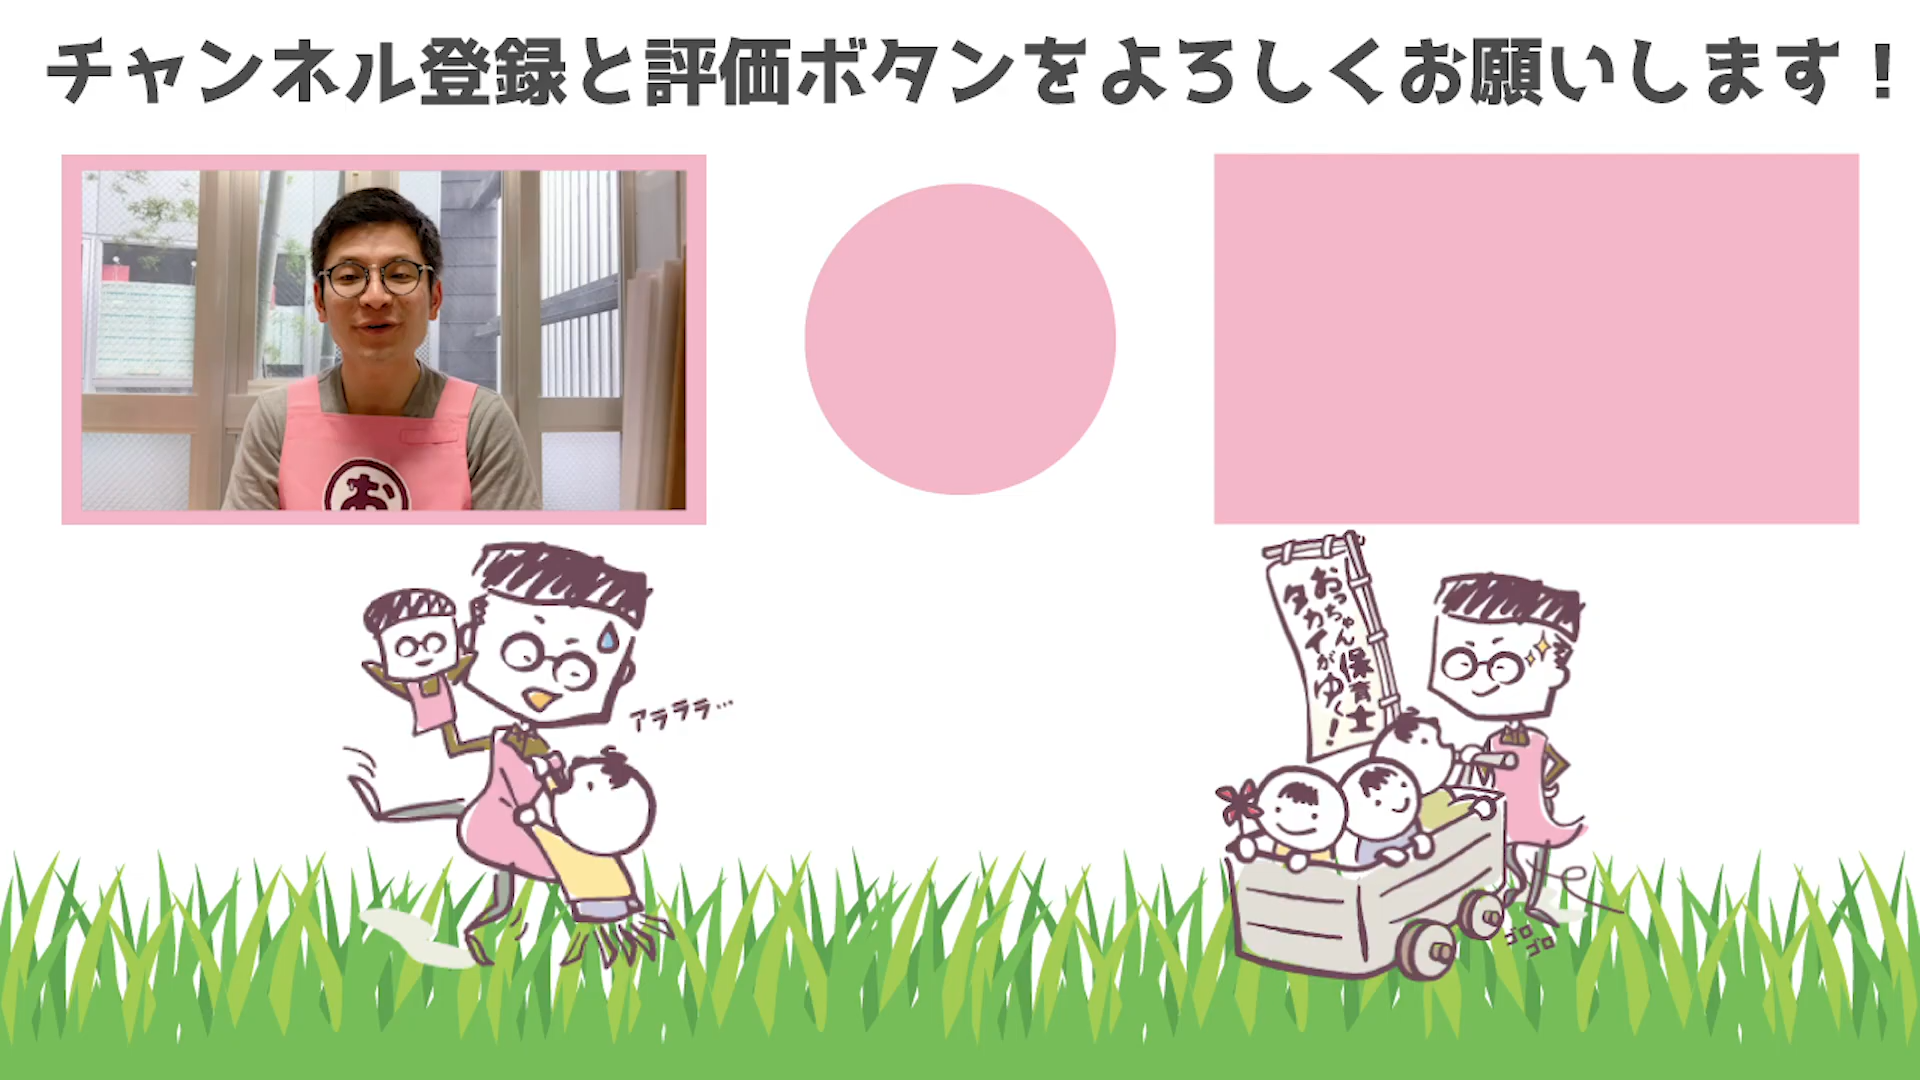 チャンネル登録と評価ボタンをよろしくお願いします！
お
おっちゃん保育士
タカイがゆく！
アラララ…
ゴロ
ゴロ